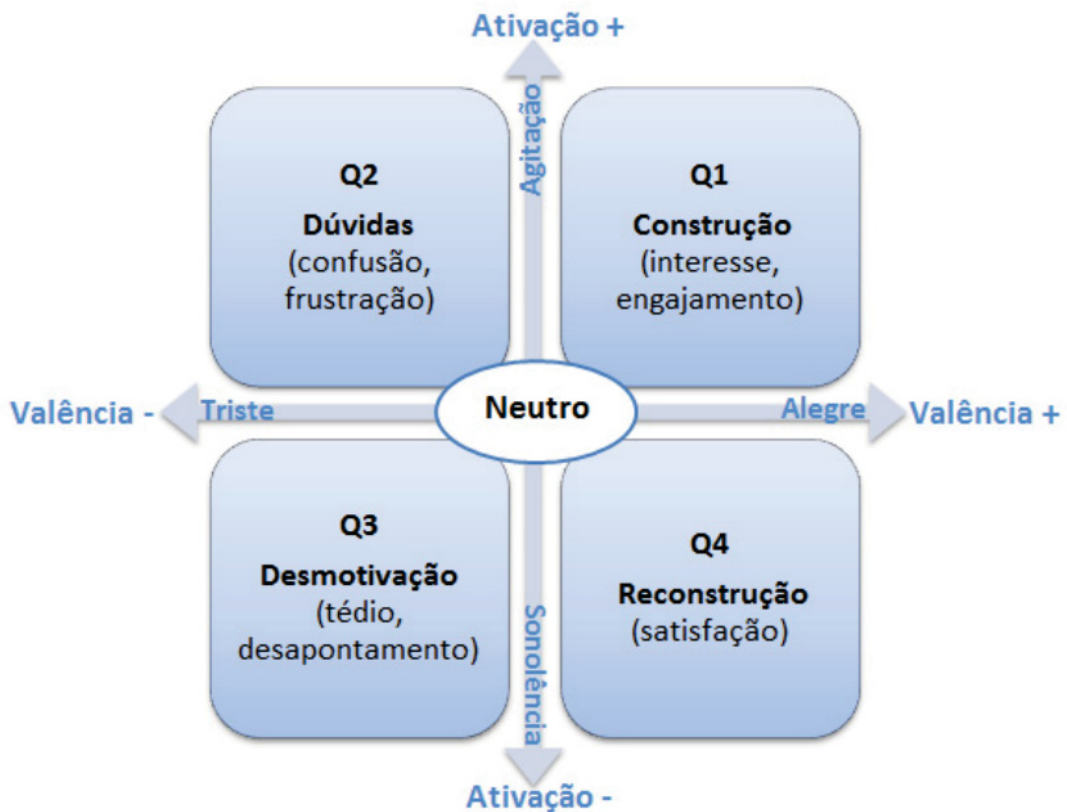 Ativação +
Agitação
Q2
Dúvidas
(confusão,
frustração)
Q1
Construção
(interesse,
engajamento)
Valência -
Triste
Neutro
Alegre
Valência +
Q3
Desmotivação
(tédio,
desapontamento)
Q4
Reconstrução
(satisfação)
Sonolência
Ativação -